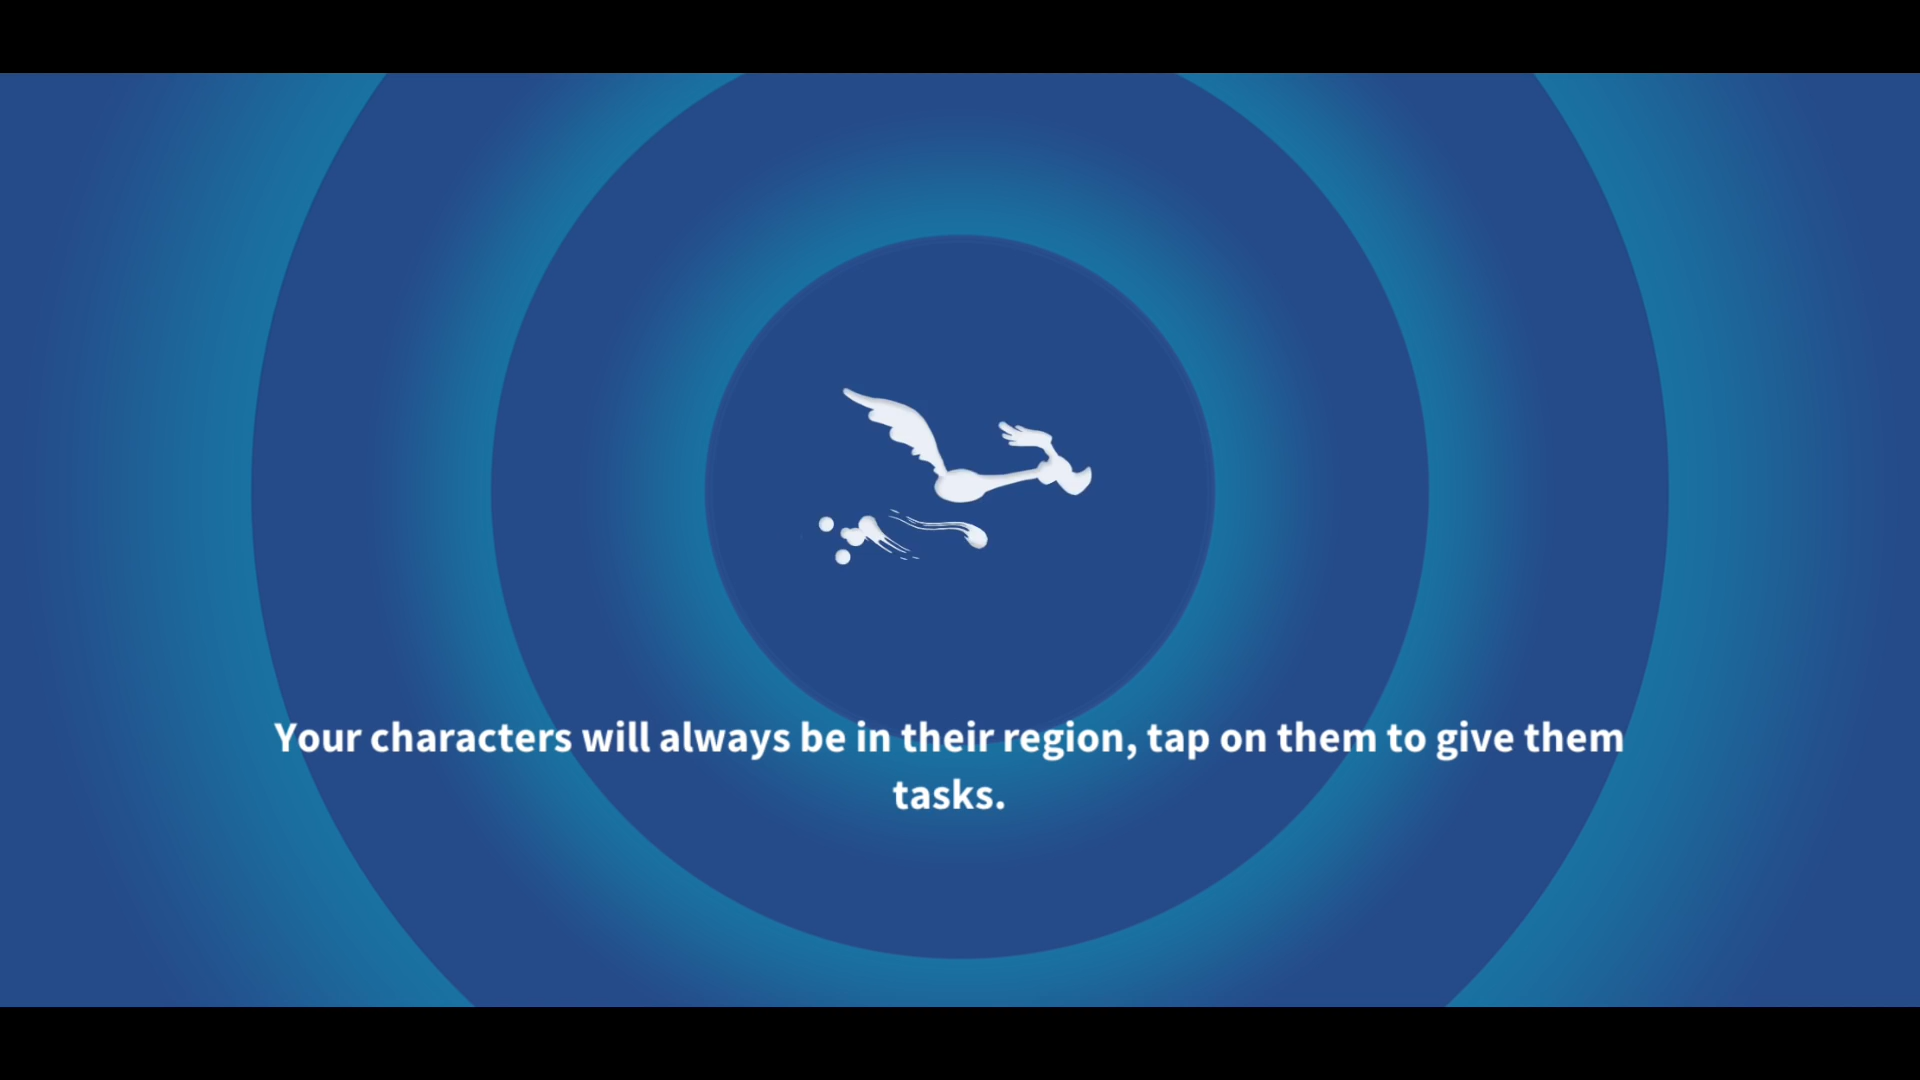 Your characters will always be in their region, tap on them to give them
tasks.